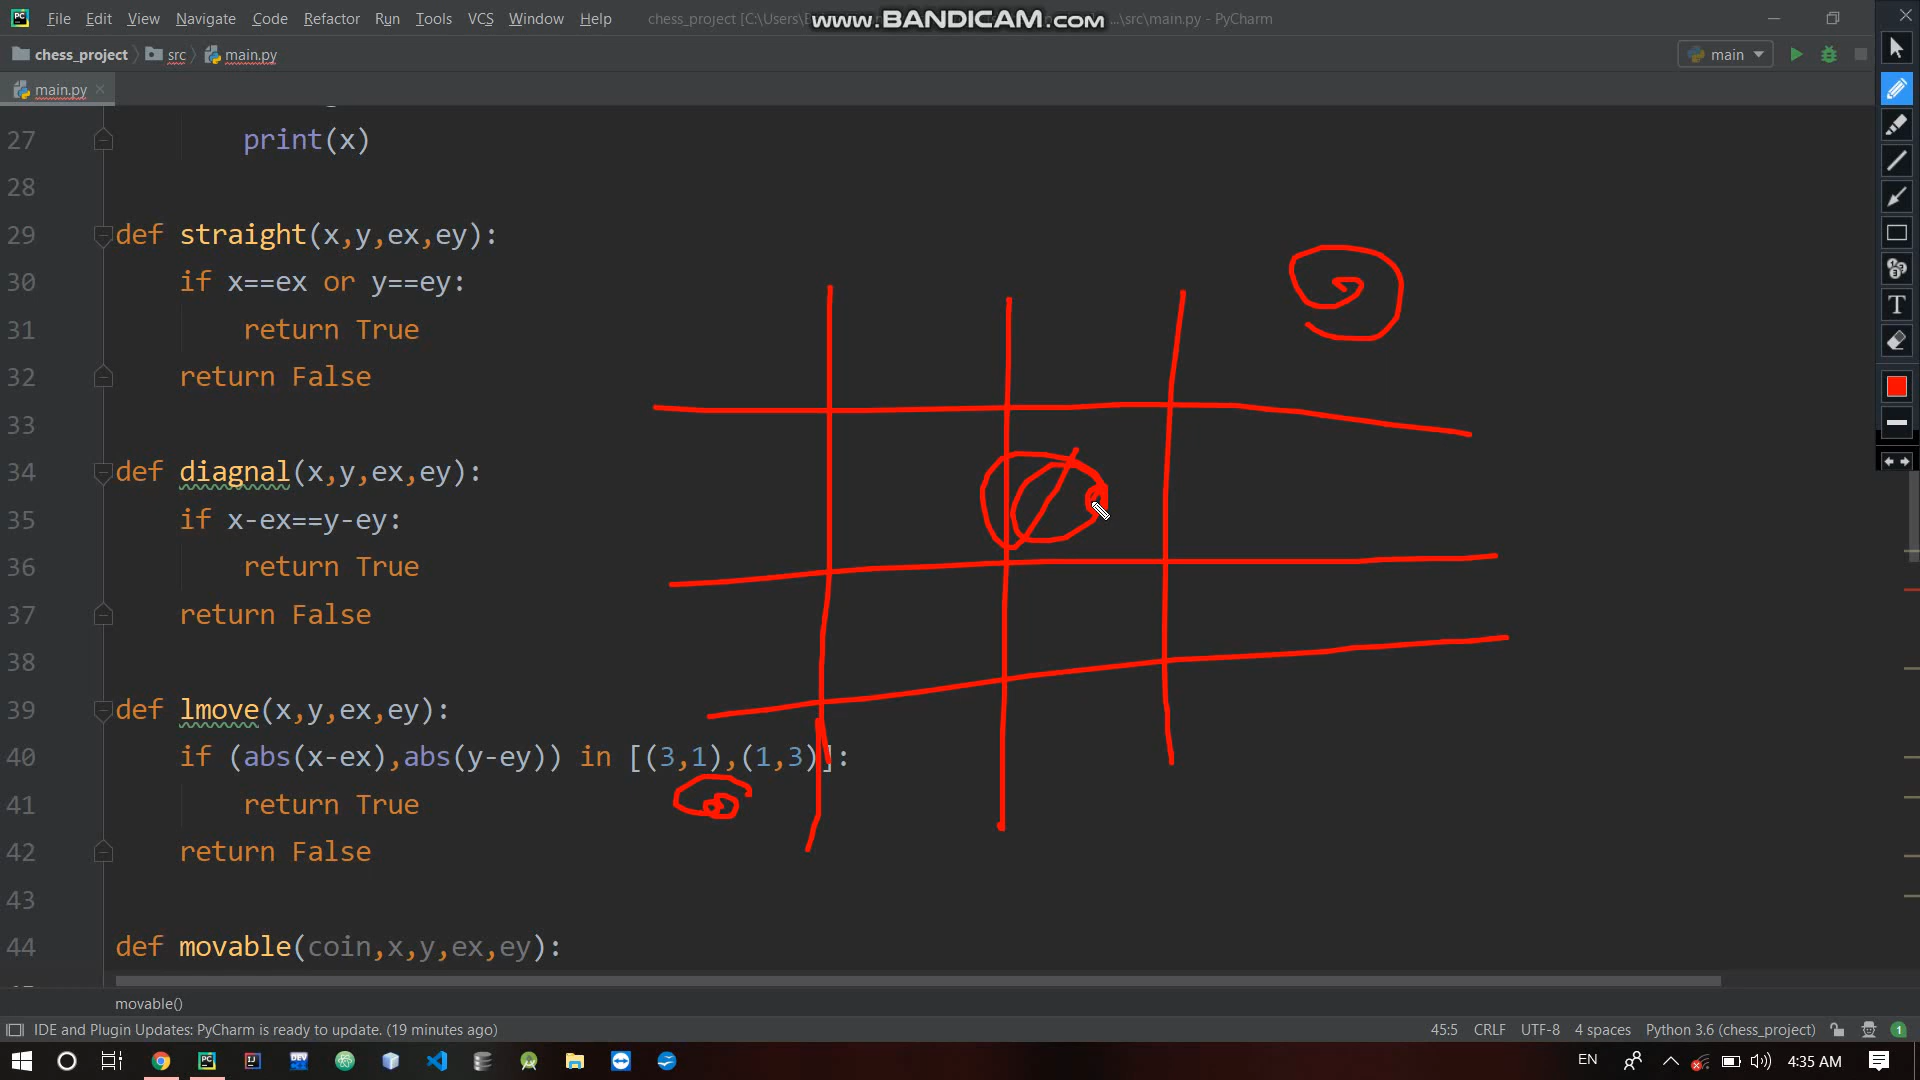 File Edit View Navigate Code Refactor Run Tools VCS Window Help chess_project [C:\Users\ ...\src\main.py - PyCharm
www.BANDICAM.com
chess_project src main.py main
main.py
27 print(x)
28
29 def straight(x,y,ex,ey):
30 if x==ex or y==ey:
31 return True
32 return False
33
34 def diagnal(x,y,ex,ey):
35 if x-ex==y-ey:
36 return True
37 return False
38
39 def lmove(x,y,ex,ey):
40 if (abs(x-ex),abs(y-ey)) in [(3,1),(1,3)]:
41 return True
42 return False
43
44 def movable(coin,x,y,ex,ey):
movable()
IDE and Plugin Updates: PyCharm is ready to update. (19 minutes ago) 45:5 CRLF UTF-8 4 spaces Python 3.6 (chess_project) 1
EN 4:35 AM